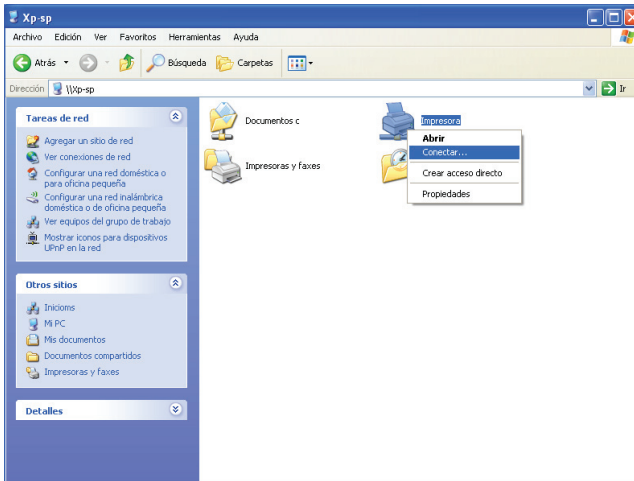 Xp-sp
Archivo Edición Ver Favoritos Herramientas Ayuda
Atrás Búsqueda Carpetas
Dirección \\Xp-sp Ir
Tareas de red
Agregar un sitio de red
Ver conexiones de red
Configurar una red doméstica o
para oficina pequeña
Configurar una red inalámbrica
doméstica o de oficina pequeña
Ver equipos del grupo de trabajo
Mostrar iconos para dispositivos
UPnP en la red
Otros sitios
Inicioms
Mi PC
Mis documentos
Documentos compartidos
Impresoras y faxes
Detalles
Documentos c
Impresora
Impresoras y faxes
Abrir
Conectar...
Crear acceso directo
Propiedades